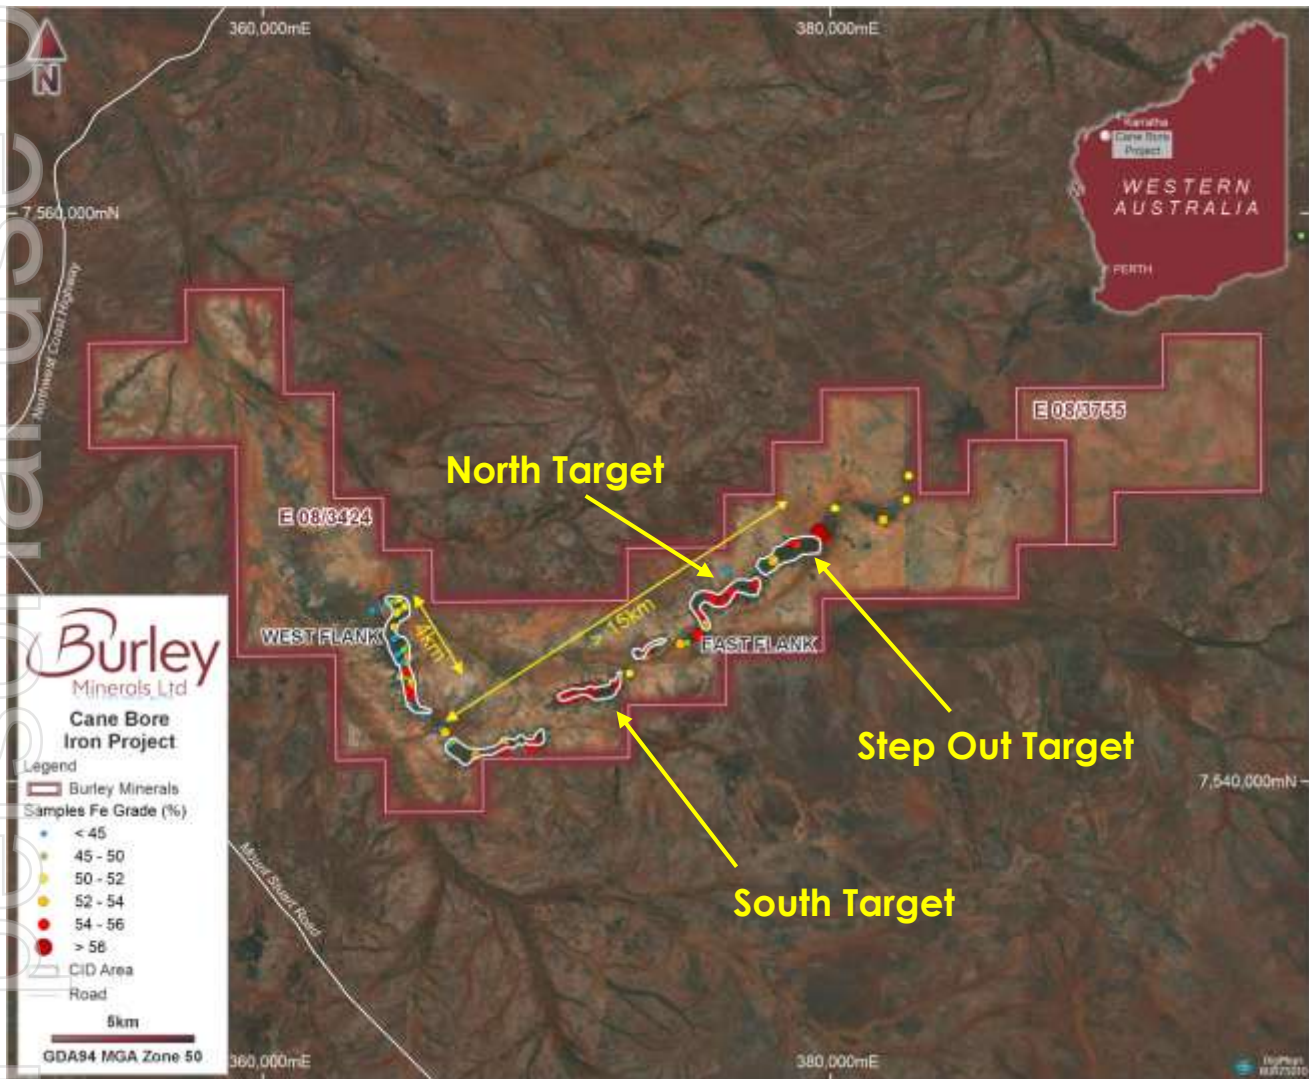 360,000mE
380,000mE
N
Karratha
Cane Bore
Project
WESTERN
AUSTRALIA
PERTH
7,560,000mN
Northwest Coast Highway
E 08/3755
North Target
E 08/3424
> 15km
4km
WEST FLANK
EAST FLANK
Step Out Target
7,540,000mN
South Target
Mount Stuart Road
Burley
Minerals Ltd
Cane Bore
Iron Project
Legend
Burley Minerals
Samples Fe Grade (%)
< 45
45 - 50
50 - 52
52 - 54
54 - 56
> 56
CID Area
Road
5km
GDA94 MGA Zone 50
360,000mE
380,000mE